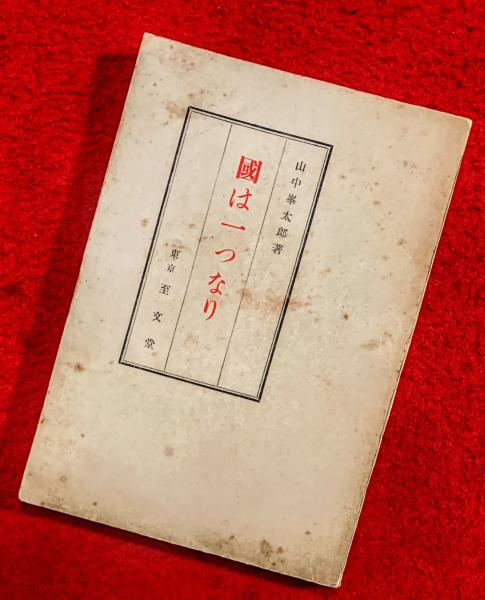 山中峯太郎著
國は一つなり
東京 至文堂